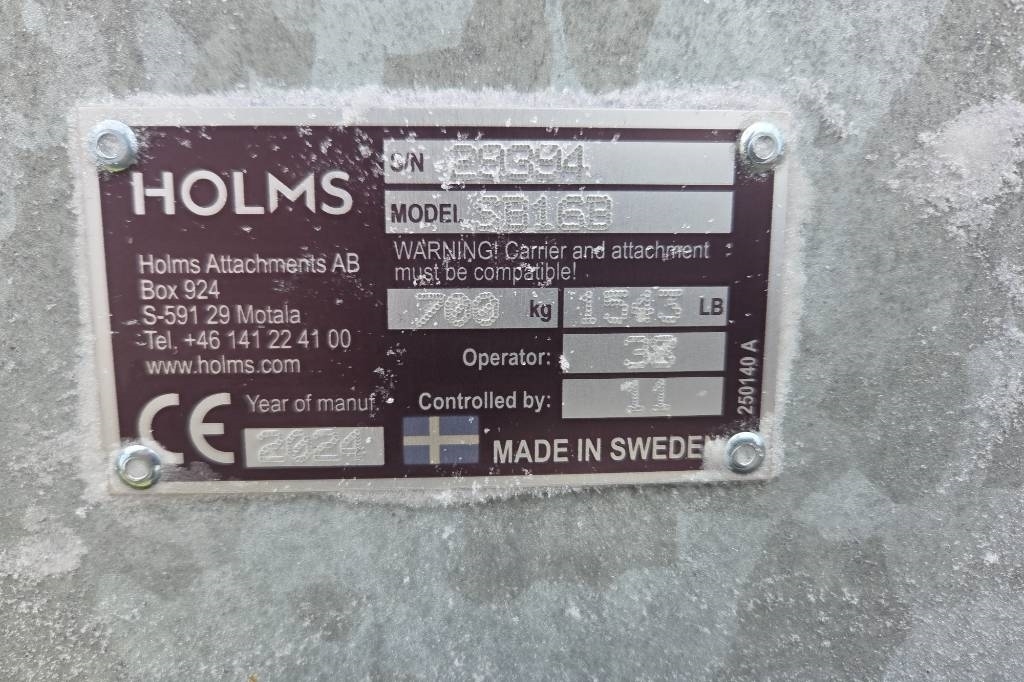 HOLMS
Holms Attachments AB
Box 924
S-591 29 Motala
Tel. +46 141 22 41 00
www.holms.com
CE
Year of manuf.
2024
S/N 29394
MODEL SB16B
WARNING! Carrier and attachment
must be compatible!
700 kg 1543 LB
Operator: 32
Controlled by: 11
MADE IN SWEDEN
250140 A